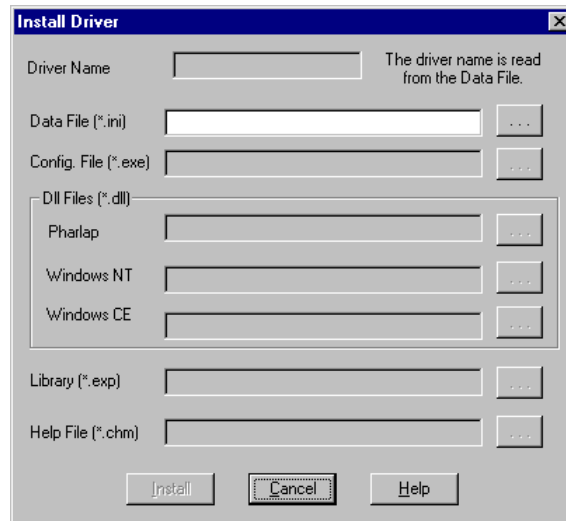 Install Driver
Driver Name
The driver name is read
from the Data File.
Data File (*.ini)
...
Config. File (*.exe)
...
Dll Files (*.dll)
Pharlap
...
Windows NT
...
Windows CE
...
Library (*.exp)
...
Help File (*.chm)
...
Install
Cancel
Help